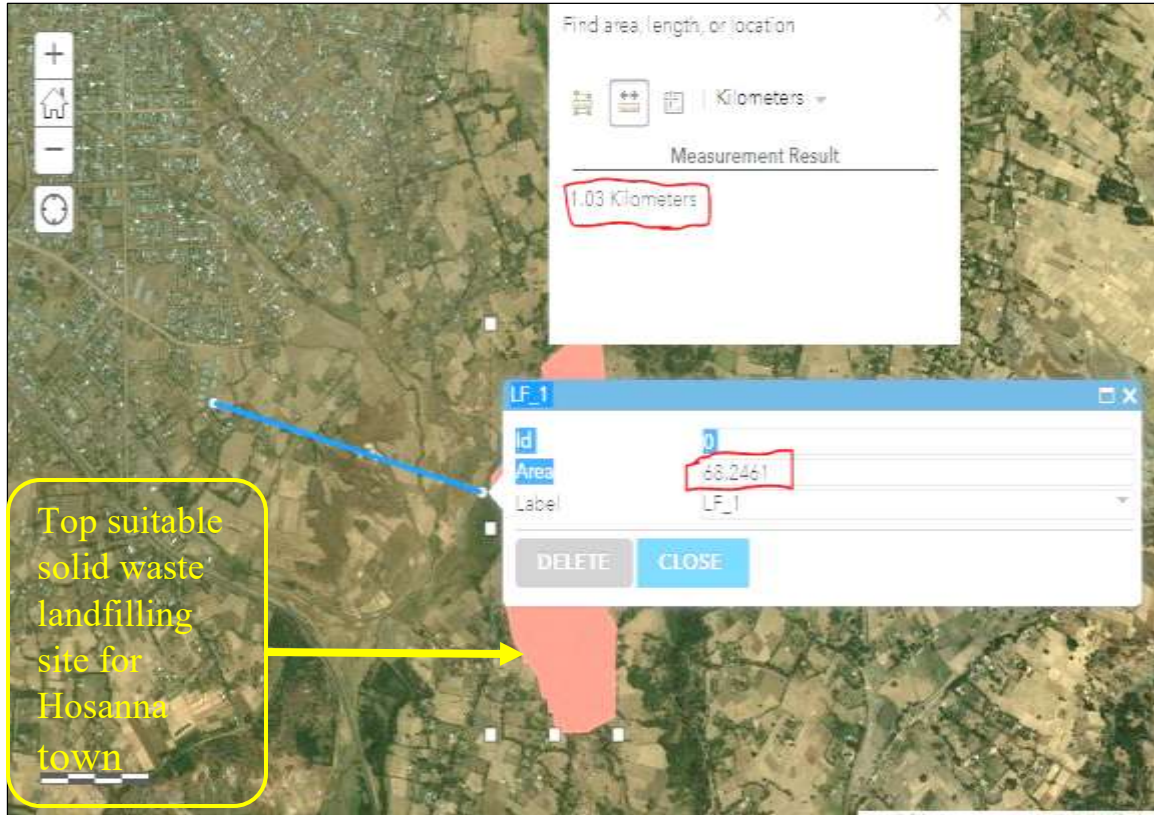 Find area, length, or location
Kilometers
Measurement Result
1.03 Kilometers
LF_1
Id 0
Area 68.2461
Label LF_1
DELETE CLOSE
Top suitable
solid waste
landfilling
site for
Hosanna
town